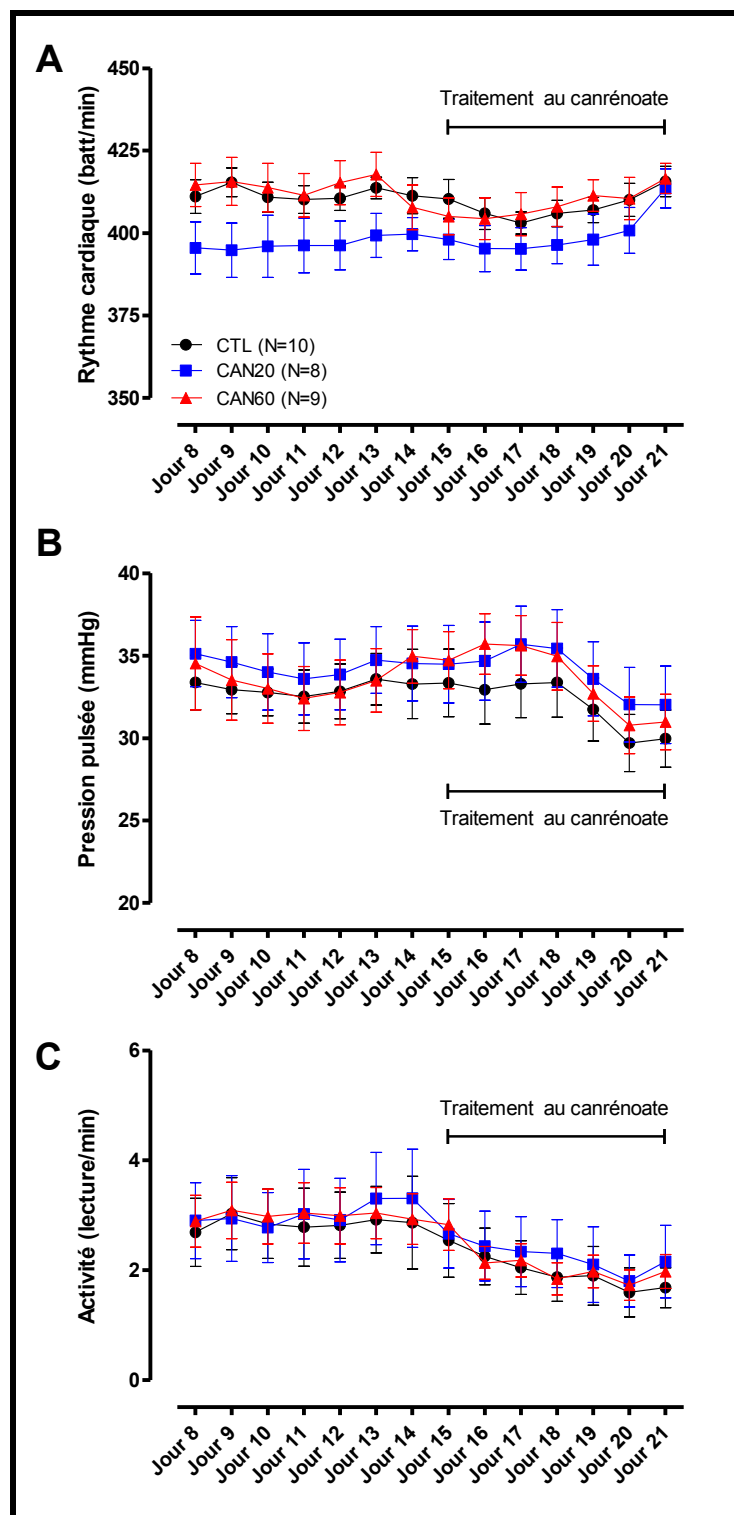 A
Rythme cardiaque (batt/min)
450
425
400
375
350
Traitement au canrénoate
CTL (N=10)
CAN20 (N=8)
CAN60 (N=9)
Jour 8
Jour 9
Jour 10
Jour 11
Jour 12
Jour 13
Jour 14
Jour 15
Jour 16
Jour 17
Jour 18
Jour 19
Jour 20
Jour 21
B
Pression pulsée (mmHg)
40
35
30
25
20
Traitement au canrénoate
Jour 8
Jour 9
Jour 10
Jour 11
Jour 12
Jour 13
Jour 14
Jour 15
Jour 16
Jour 17
Jour 18
Jour 19
Jour 20
Jour 21
C
Activité (lecture/min)
6
4
2
0
Traitement au canrénoate
Jour 8
Jour 9
Jour 10
Jour 11
Jour 12
Jour 13
Jour 14
Jour 15
Jour 16
Jour 17
Jour 18
Jour 19
Jour 20
Jour 21